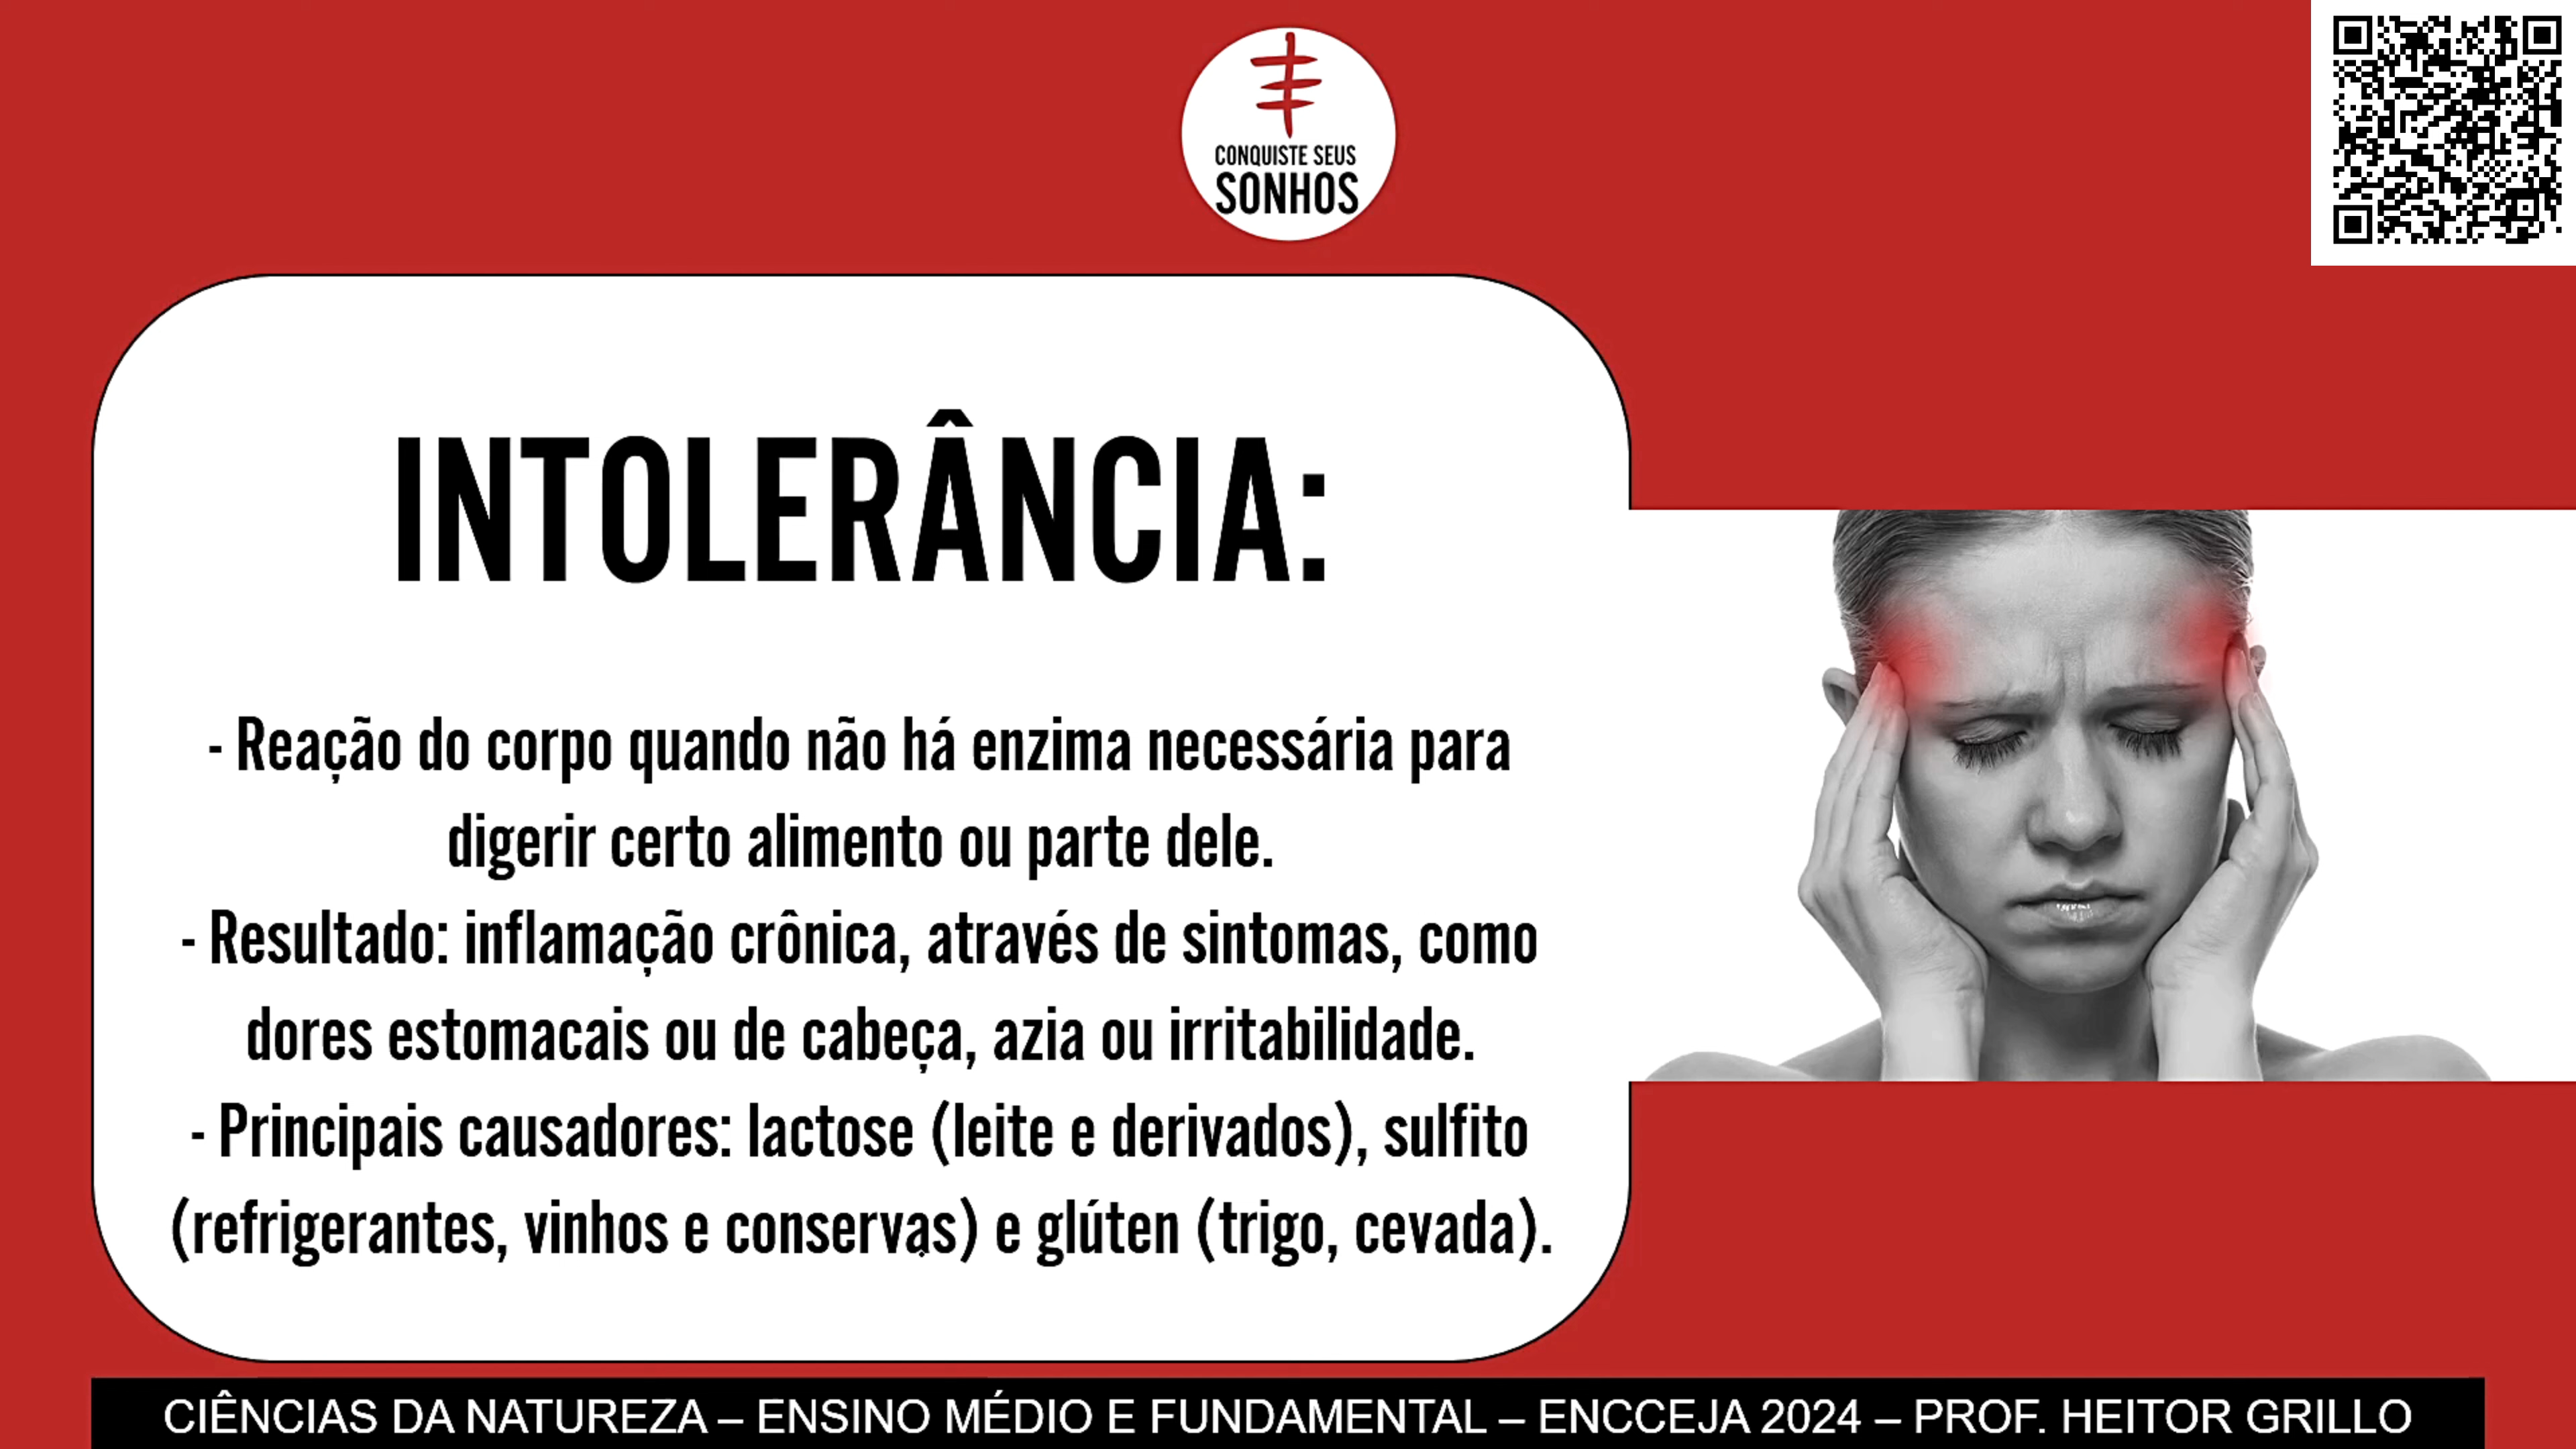 CONQUISTE SEUS
SONHOS
INTOLERÂNCIA:
- Reação do corpo quando não há enzima necessária para
digerir certo alimento ou parte dele.
- Resultado: inflamação crônica, através de sintomas, como
dores estomacais ou de cabeça, azia ou irritabilidade.
- Principais causadores: lactose (leite e derivados), sulfito
(refrigerantes, vinhos e conservas) e glúten (trigo, cevada).
CIÊNCIAS DA NATUREZA – ENSINO MÉDIO E FUNDAMENTAL – ENCCEJA 2024 – PROF. HEITOR GRILLO